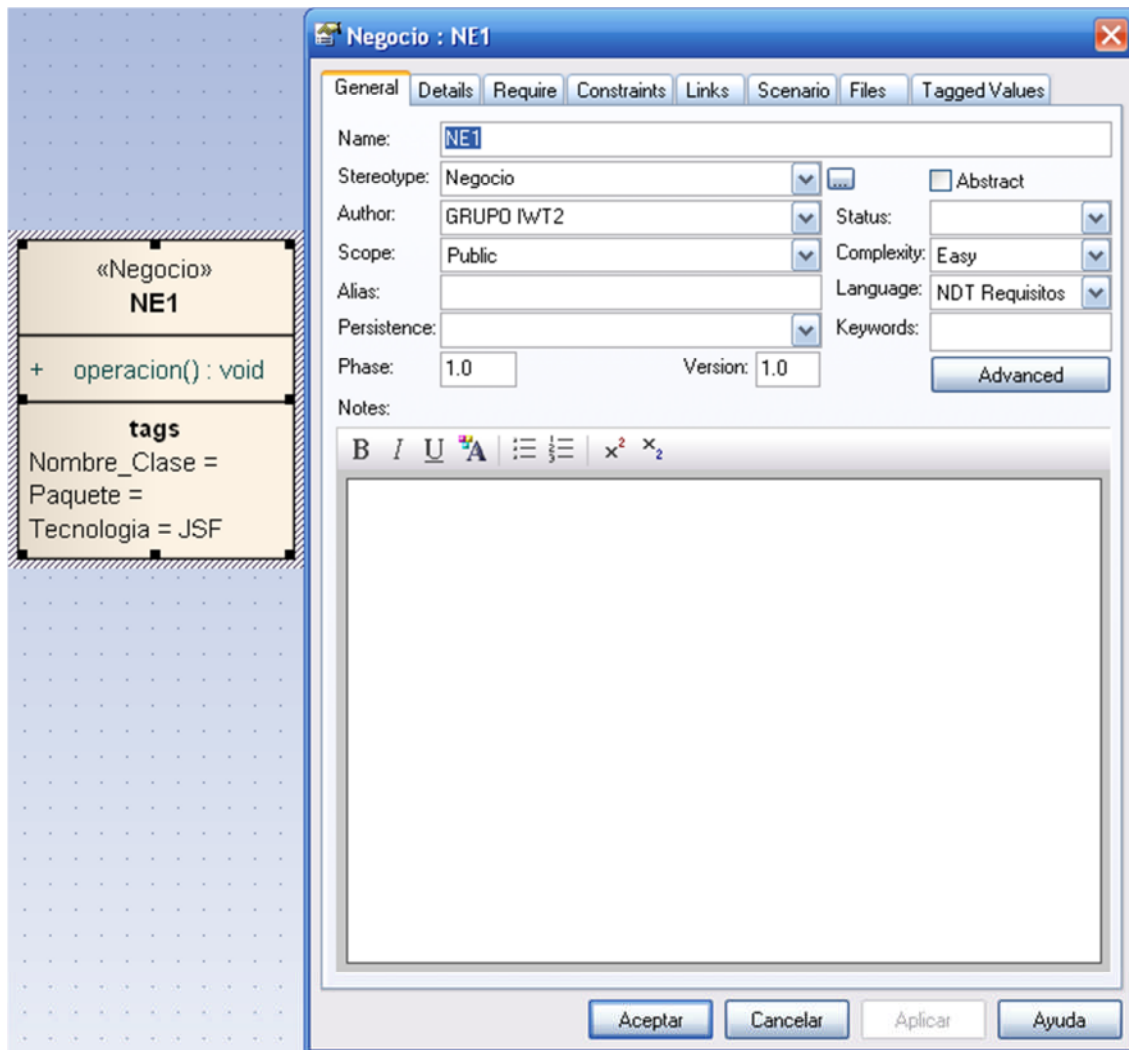 Negocio : NE1
General Details Require Constraints Links Scenario Files Tagged Values
Name: NE1
Stereotype: Negocio ... Abstract
Author: GRUPO IWT2 Status:
Scope: Public Complexity: Easy
Alias: Language: NDT Requisitos
Persistence: Keywords:
Phase: 1.0 Version: 1.0 Advanced
Notes:
B I U A x² x₂
Aceptar Cancelar Aplicar Ayuda
«Negocio»
NE1
+ operacion() : void
tags
Nombre_Clase =
Paquete =
Tecnologia = JSF